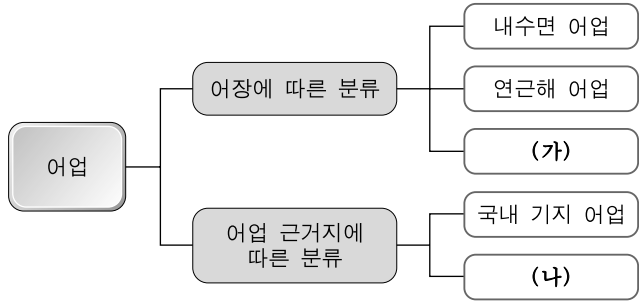 어업
어장에 따른 분류
내수면 어업
연근해 어업
(가)
어업 근거지에
따른 분류
국내 기지 어업
(나)